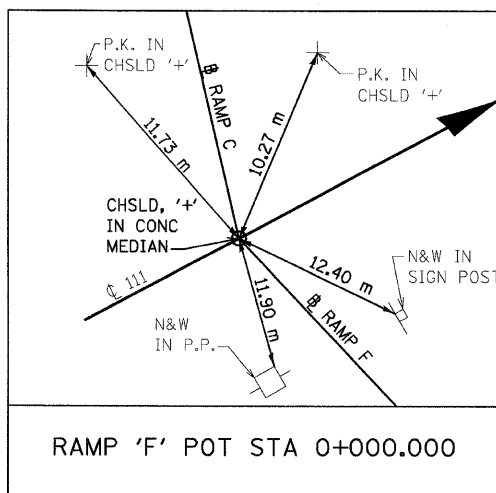 P.K. IN
CHSLD '+'
P.K. IN
CHSLD '+'
11.73 m
℄ RAMP C
10.27 m
CHSLD, '+'
IN CONC
MEDIAN
12.40 m
N&W IN
SIGN POST
℄ 111
11.90 m
℄ RAMP F
N&W
IN P.P.
RAMP 'F' POT STA 0+000.000